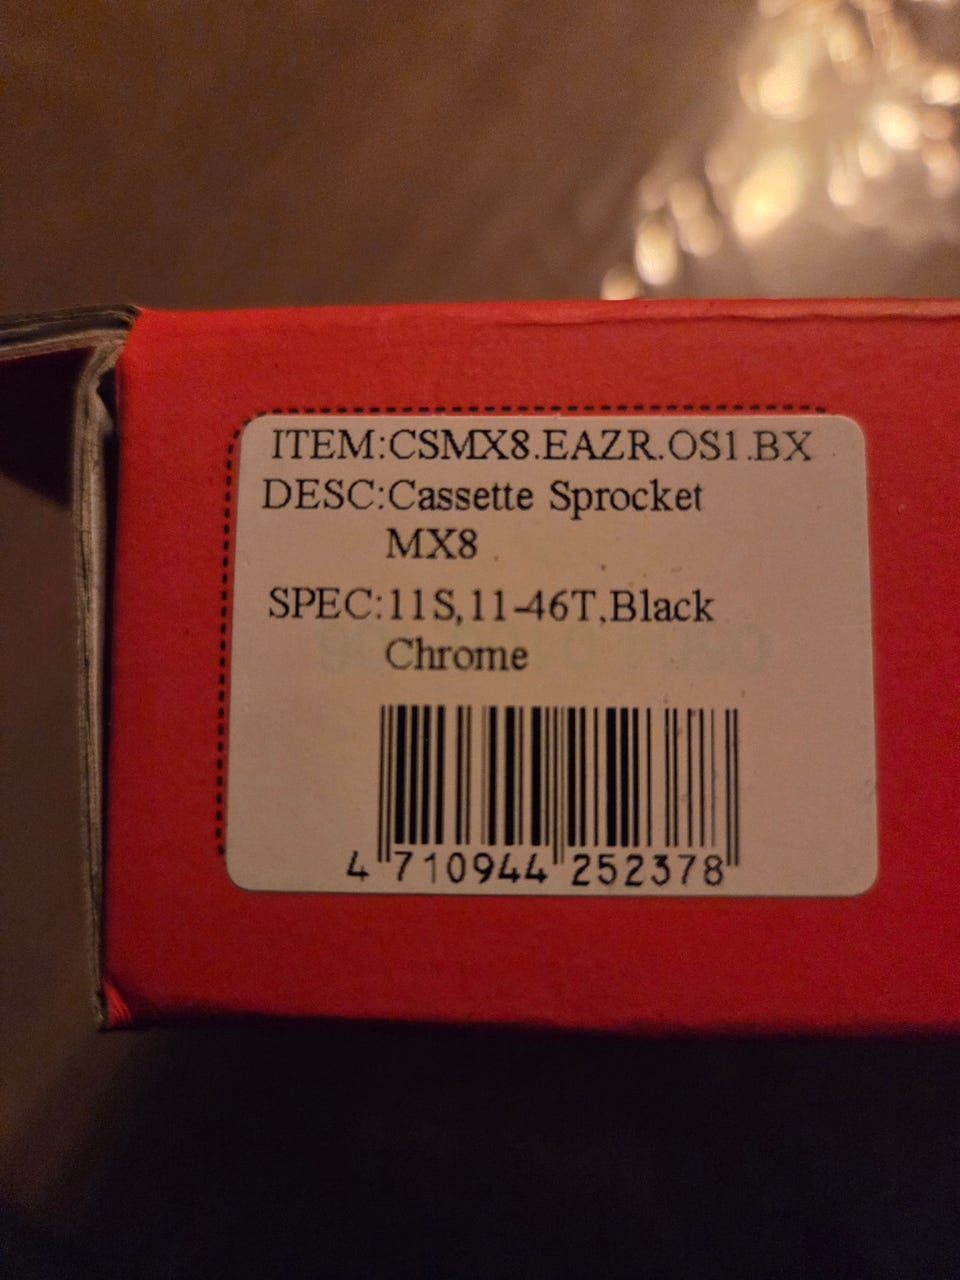 ITEM:CSMX8.EAZR.OS1.BX
DESC:Cassette Sprocket
MX8
SPEC:11S,11-46T,Black
Chrome
4 710944 252378